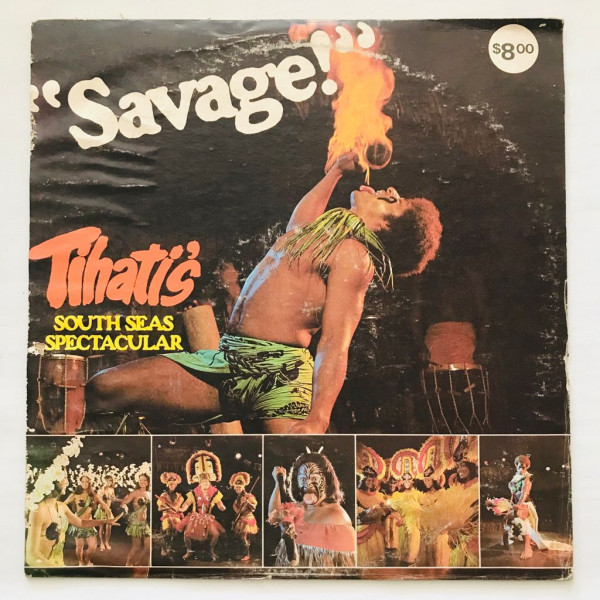 $8.00
"Savage!"
Tihati's
SOUTH SEAS
SPECTACULAR